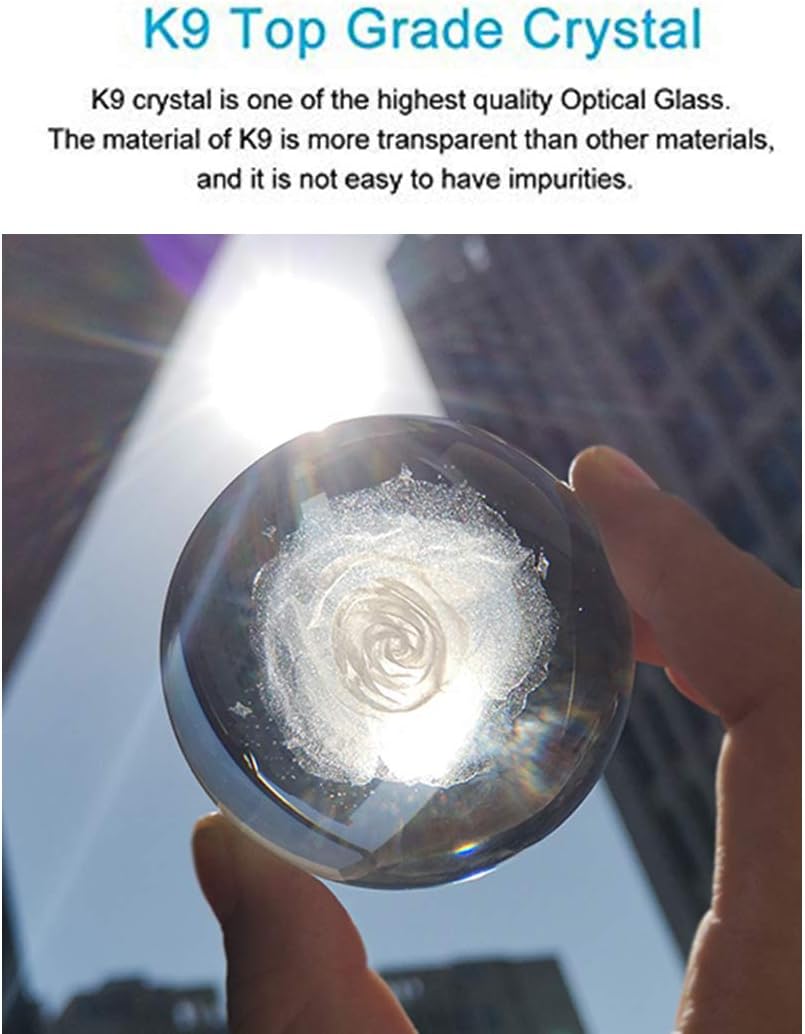 K9 Top Grade Crystal
K9 crystal is one of the highest quality Optical Glass.
The material of K9 is more transparent than other materials,
and it is not easy to have impurities.